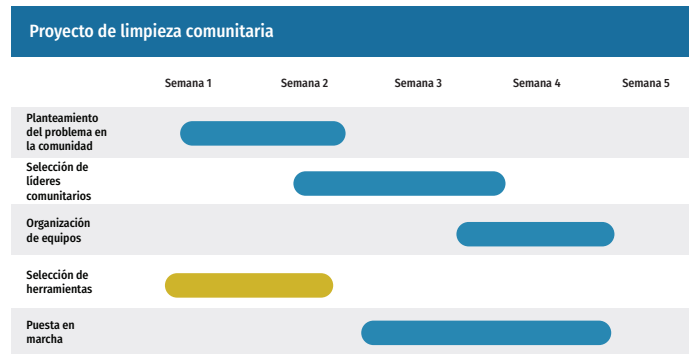 Proyecto de limpieza comunitaria
Semana 1 Semana 2 Semana 3 Semana 4 Semana 5
Planteamiento
del problema en
la comunidad
Selección de
líderes
comunitarios
Organización
de equipos
Selección de
herramientas
Puesta en
marcha